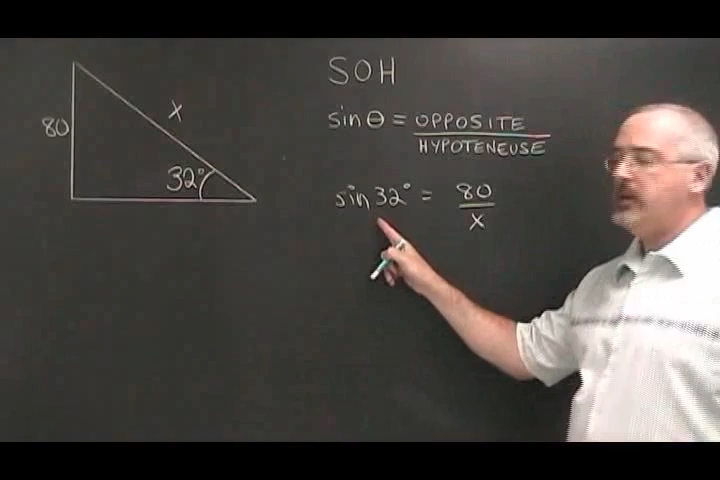 SOH
sin θ = OPPOSITE
HYPOTENEUSE
sin 32° = 80
x
80
x
32°